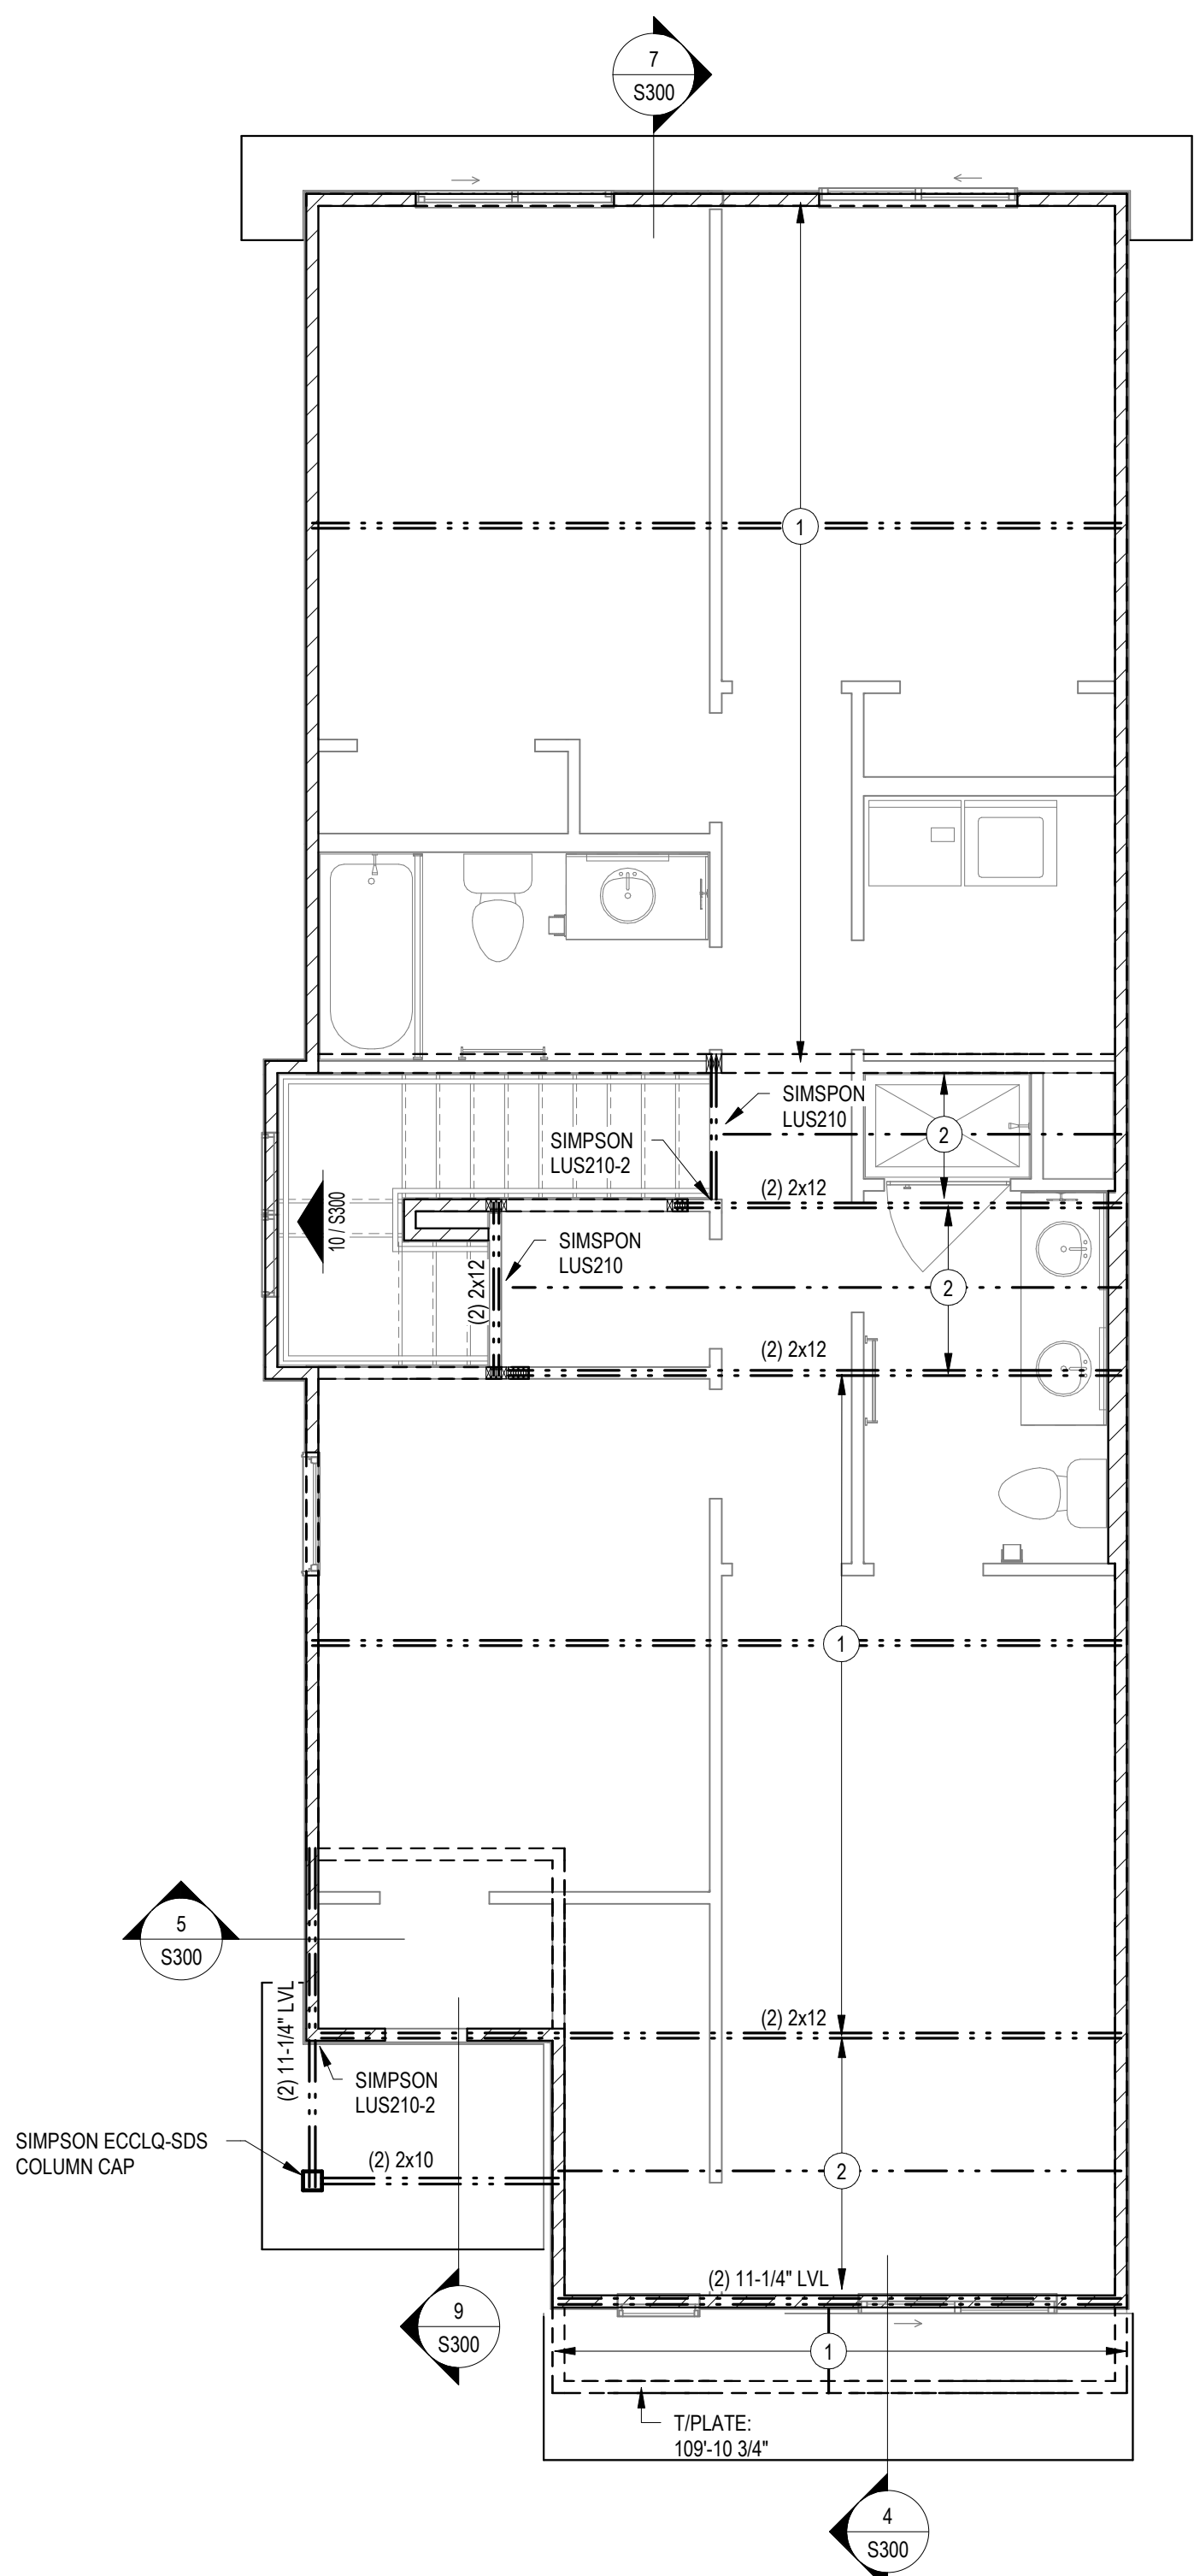 7
S300
1
SIMSPON
LUS210
2
SIMPSON
LUS210-2
(2) 2x12
10 / S300
SIMSPON
LUS210
(2) 2x12
2
(2) 2x12
1
5
S300
(2) 11-1/4" LVL
(2) 2x12
SIMPSON
LUS210-2
SIMPSON ECCLQ-SDS
COLUMN CAP
(2) 2x10
2
(2) 11-1/4" LVL
9
S300
1
T/PLATE:
109'-10 3/4"
4
S300